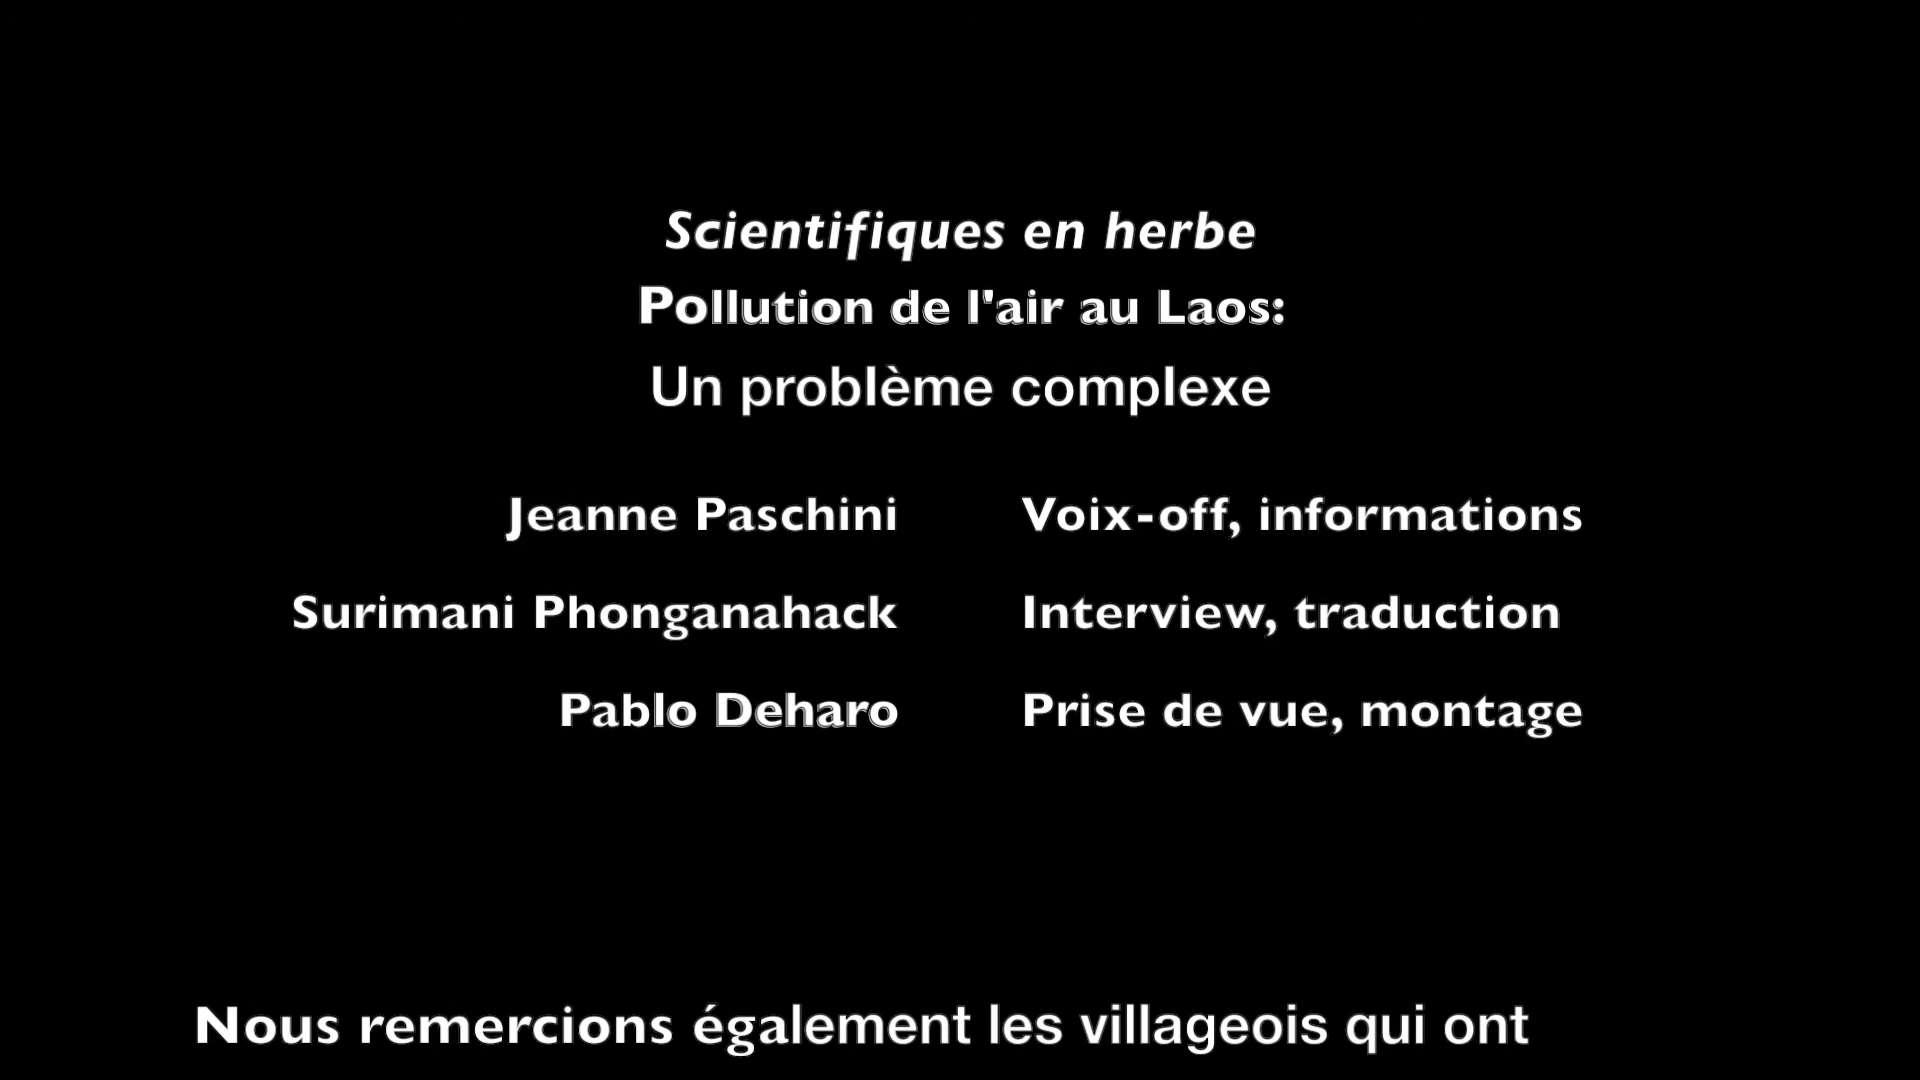 Scientifiques en herbe
Pollution de l'air au Laos:
Un problème complexe
Jeanne Paschini Voix-off, informations
Surimani Phonganahack Interview, traduction
Pablo Deharo Prise de vue, montage
Nous remercions également les villageois qui ont